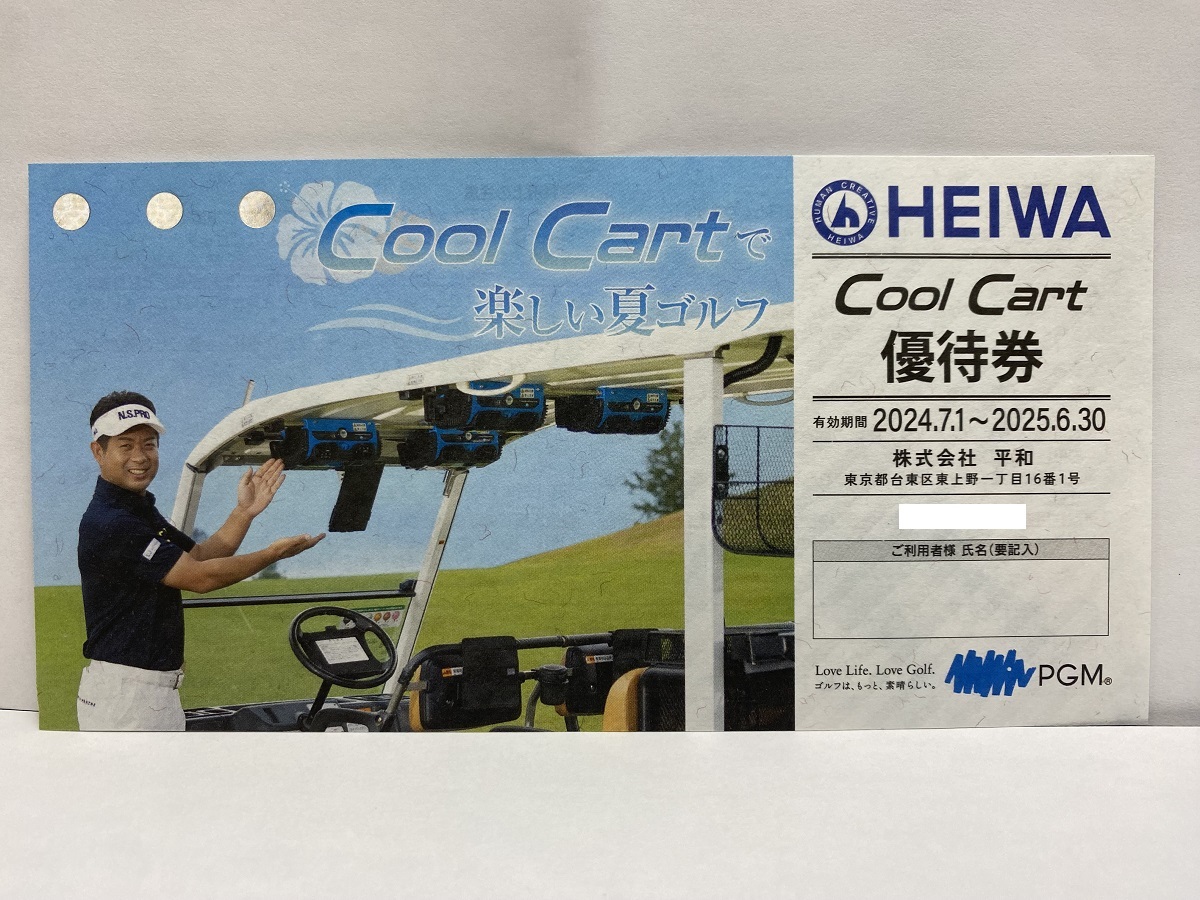 Cool Cartで
楽しい夏ゴルフ
N.S.PRO
HUMAN CREATIVE
HEIWA
HEIWA
Cool Cart
優待券
有効期間 2024.7.1～2025.6.30
株式会社 平和
東京都台東区東上野一丁目16番1号
ご利用者様 氏名(要記入)
Love Life. Love Golf.
ゴルフは、もっと、素晴らしい。
PGM®